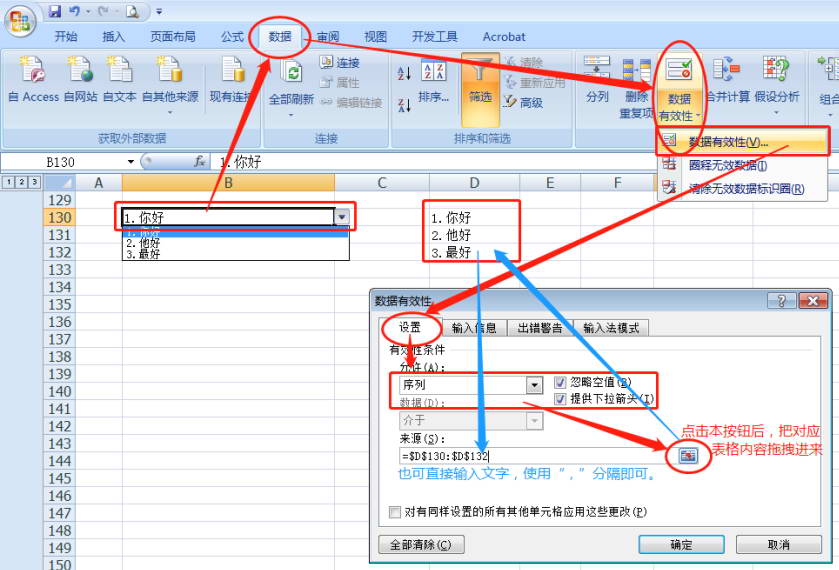 开始 插入 页面布局 公式 数据 审阅 视图 开发工具 Acrobat
自 Access 自网站 自文本 自其他来源 现有连接
全部刷新
连接
属性
编辑链接
排序...
筛选
清除
重新应用
高级
分列
删除
重复项
数据
有效性
合并计算 假设分析
组合
获取外部数据 连接 排序和筛选
数据有效性(V)...
圈释无效数据(I)
清除无效数据标识圈(R)
B130 fx 1.你好
1 2 3 A B C D E F
129
130 1.你好 1.你好
131 1.你好 2.他好
2.他好
132 3.最好 3.最好
133
134
135
136
137
138
139
140
141
142
143
144
145
146
147
148
149
150
数据有效性
设置 输入信息 出错警告 输入法模式
有效性条件
允许(A):
序列 忽略空值(B)
数据(D): 提供下拉箭头(I)
介于
来源(S):
=$D$130:$D$132
点击本按钮后，把对应
表格内容拖拽进来
也可直接输入文字，使用“，”分隔即可。
对有同样设置的所有其他单元格应用这些更改(P)
全部清除(C) 确定 取消